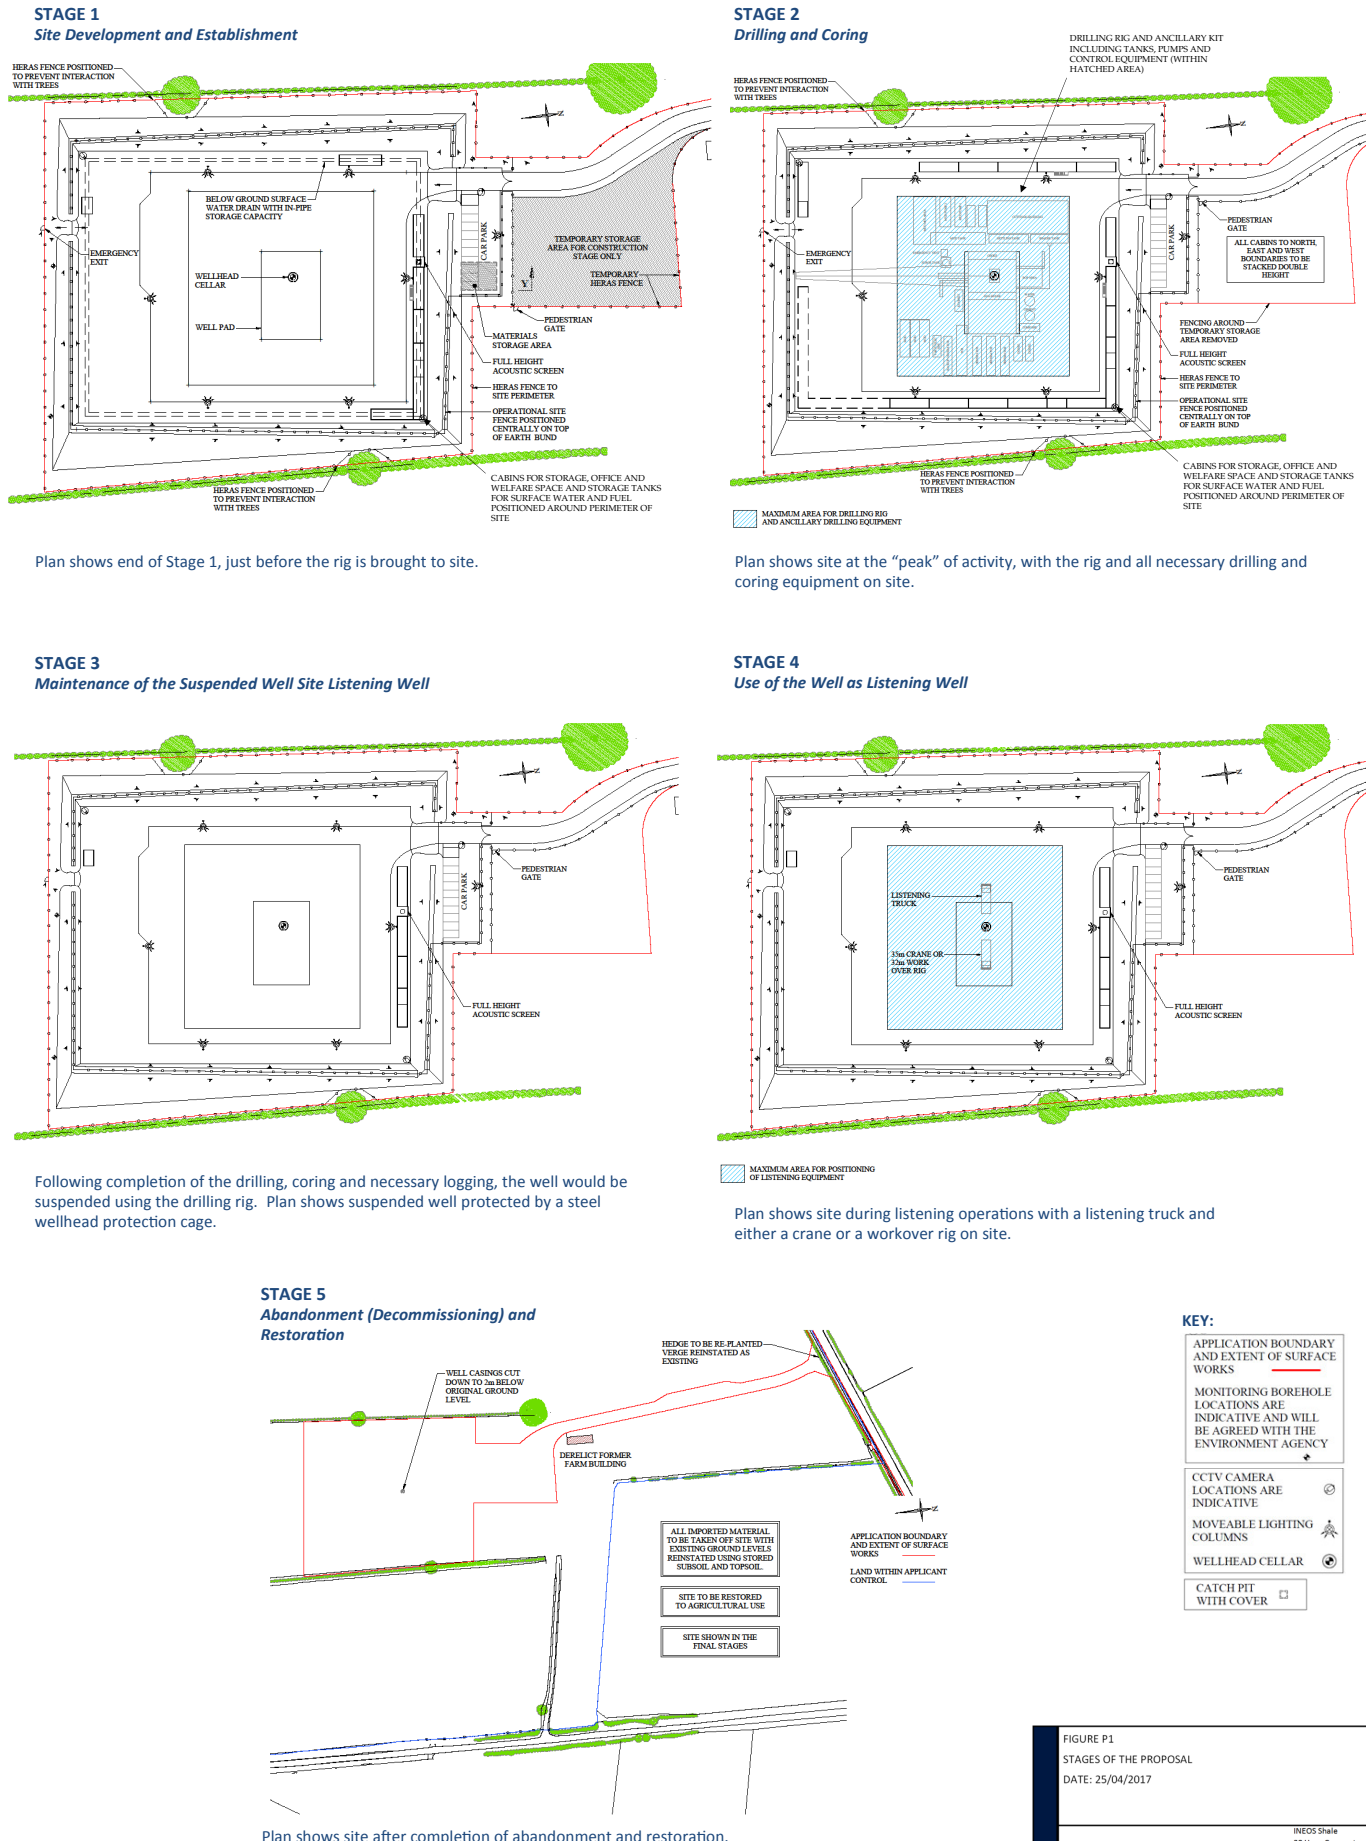 STAGE 1
Site Development and Establishment
HERAS FENCE POSITIONED
TO PREVENT INTERACTION
WITH TREES
N
BELOW GROUND SURFACE
WATER DRAIN WITH IN-PIPE
STORAGE CAPACITY
EMERGENCY
EXIT
WELLHEAD
CELLAR
WELL PAD
CAR PARK
TEMPORARY STORAGE
AREA FOR CONSTRUCTION
STAGE ONLY
TEMPORARY
HERAS FENCE
Y
PEDESTRIAN
GATE
MATERIALS
STORAGE AREA
FULL HEIGHT
ACOUSTIC SCREEN
HERAS FENCE TO
SITE PERIMETER
OPERATIONAL SITE
FENCE POSITIONED
CENTRALLY ON TOP
OF EARTH BUND
CABINS FOR STORAGE, OFFICE AND
WELFARE SPACE AND STORAGE TANKS
FOR SURFACE WATER AND FUEL
POSITIONED AROUND PERIMETER OF
SITE
HERAS FENCE POSITIONED
TO PREVENT INTERACTION
WITH TREES
Plan shows end of Stage 1, just before the rig is brought to site.
STAGE 2
Drilling and Coring
DRILLING RIG AND ANCILLARY KIT
INCLUDING TANKS, PUMPS AND
CONTROL EQUIPMENT (WITHIN
HATCHED AREA)
HERAS FENCE POSITIONED
TO PREVENT INTERACTION
WITH TREES
N
EMERGENCY
EXIT
CAR PARK
PEDESTRIAN
GATE
ALL CABINS TO NORTH,
EAST AND WEST
BOUNDARIES TO BE
STACKED DOUBLE
HEIGHT
FENCING AROUND
TEMPORARY STORAGE
AREA REMOVED
FULL HEIGHT
ACOUSTIC SCREEN
HERAS FENCE TO
SITE PERIMETER
OPERATIONAL SITE
FENCE POSITIONED
CENTRALLY ON TOP
OF EARTH BUND
CABINS FOR STORAGE, OFFICE AND
WELFARE SPACE AND STORAGE TANKS
FOR SURFACE WATER AND FUEL
POSITIONED AROUND PERIMETER OF
SITE
HERAS FENCE POSITIONED
TO PREVENT INTERACTION
WITH TREES
MAXIMUM AREA FOR DRILLING RIG
AND ANCILLARY DRILLING EQUIPMENT
Plan shows site at the “peak” of activity, with the rig and all necessary drilling and
coring equipment on site.
STAGE 3
Maintenance of the Suspended Well Site Listening Well
N
CAR PARK
PEDESTRIAN
GATE
FULL HEIGHT
ACOUSTIC SCREEN
Following completion of the drilling, coring and necessary logging, the well would be
suspended using the drilling rig. Plan shows suspended well protected by a steel
wellhead protection cage.
STAGE 4
Use of the Well as Listening Well
N
LISTENING
TRUCK
35m CRANE OR
32m WORK
OVER RIG
CAR PARK
PEDESTRIAN
GATE
FULL HEIGHT
ACOUSTIC SCREEN
MAXIMUM AREA FOR POSITIONING
OF LISTENING EQUIPMENT
Plan shows site during listening operations with a listening truck and
either a crane or a workover rig on site.
STAGE 5
Abandonment (Decommissioning) and
Restoration
WELL CASINGS CUT
DOWN TO 2m BELOW
ORIGINAL GROUND
LEVEL
HEDGE TO BE RE-PLANTED
VERGE REINSTATED AS
EXISTING
DERELICT FORMER
FARM BUILDING
N
ALL IMPORTED MATERIAL
TO BE TAKEN OFF SITE WITH
EXISTING GROUND LEVELS
REINSTATED USING STORED
SUBSOIL AND TOPSOIL.
SITE TO BE RESTORED
TO AGRICULTURAL USE
SITE SHOWN IN THE
FINAL STAGES
APPLICATION BOUNDARY
AND EXTENT OF SURFACE
WORKS
LAND WITHIN APPLICANT
CONTROL
Plan shows site after completion of abandonment and restoration.
KEY:
APPLICATION BOUNDARY
AND EXTENT OF SURFACE
WORKS
MONITORING BOREHOLE
LOCATIONS ARE
INDICATIVE AND WILL
BE AGREED WITH THE
ENVIRONMENT AGENCY
CCTV CAMERA
LOCATIONS ARE
INDICATIVE
MOVEABLE LIGHTING
COLUMNS
WELLHEAD CELLAR
CATCH PIT
WITH COVER
FIGURE P1
STAGES OF THE PROPOSAL
DATE: 25/04/2017
INEOS Shale